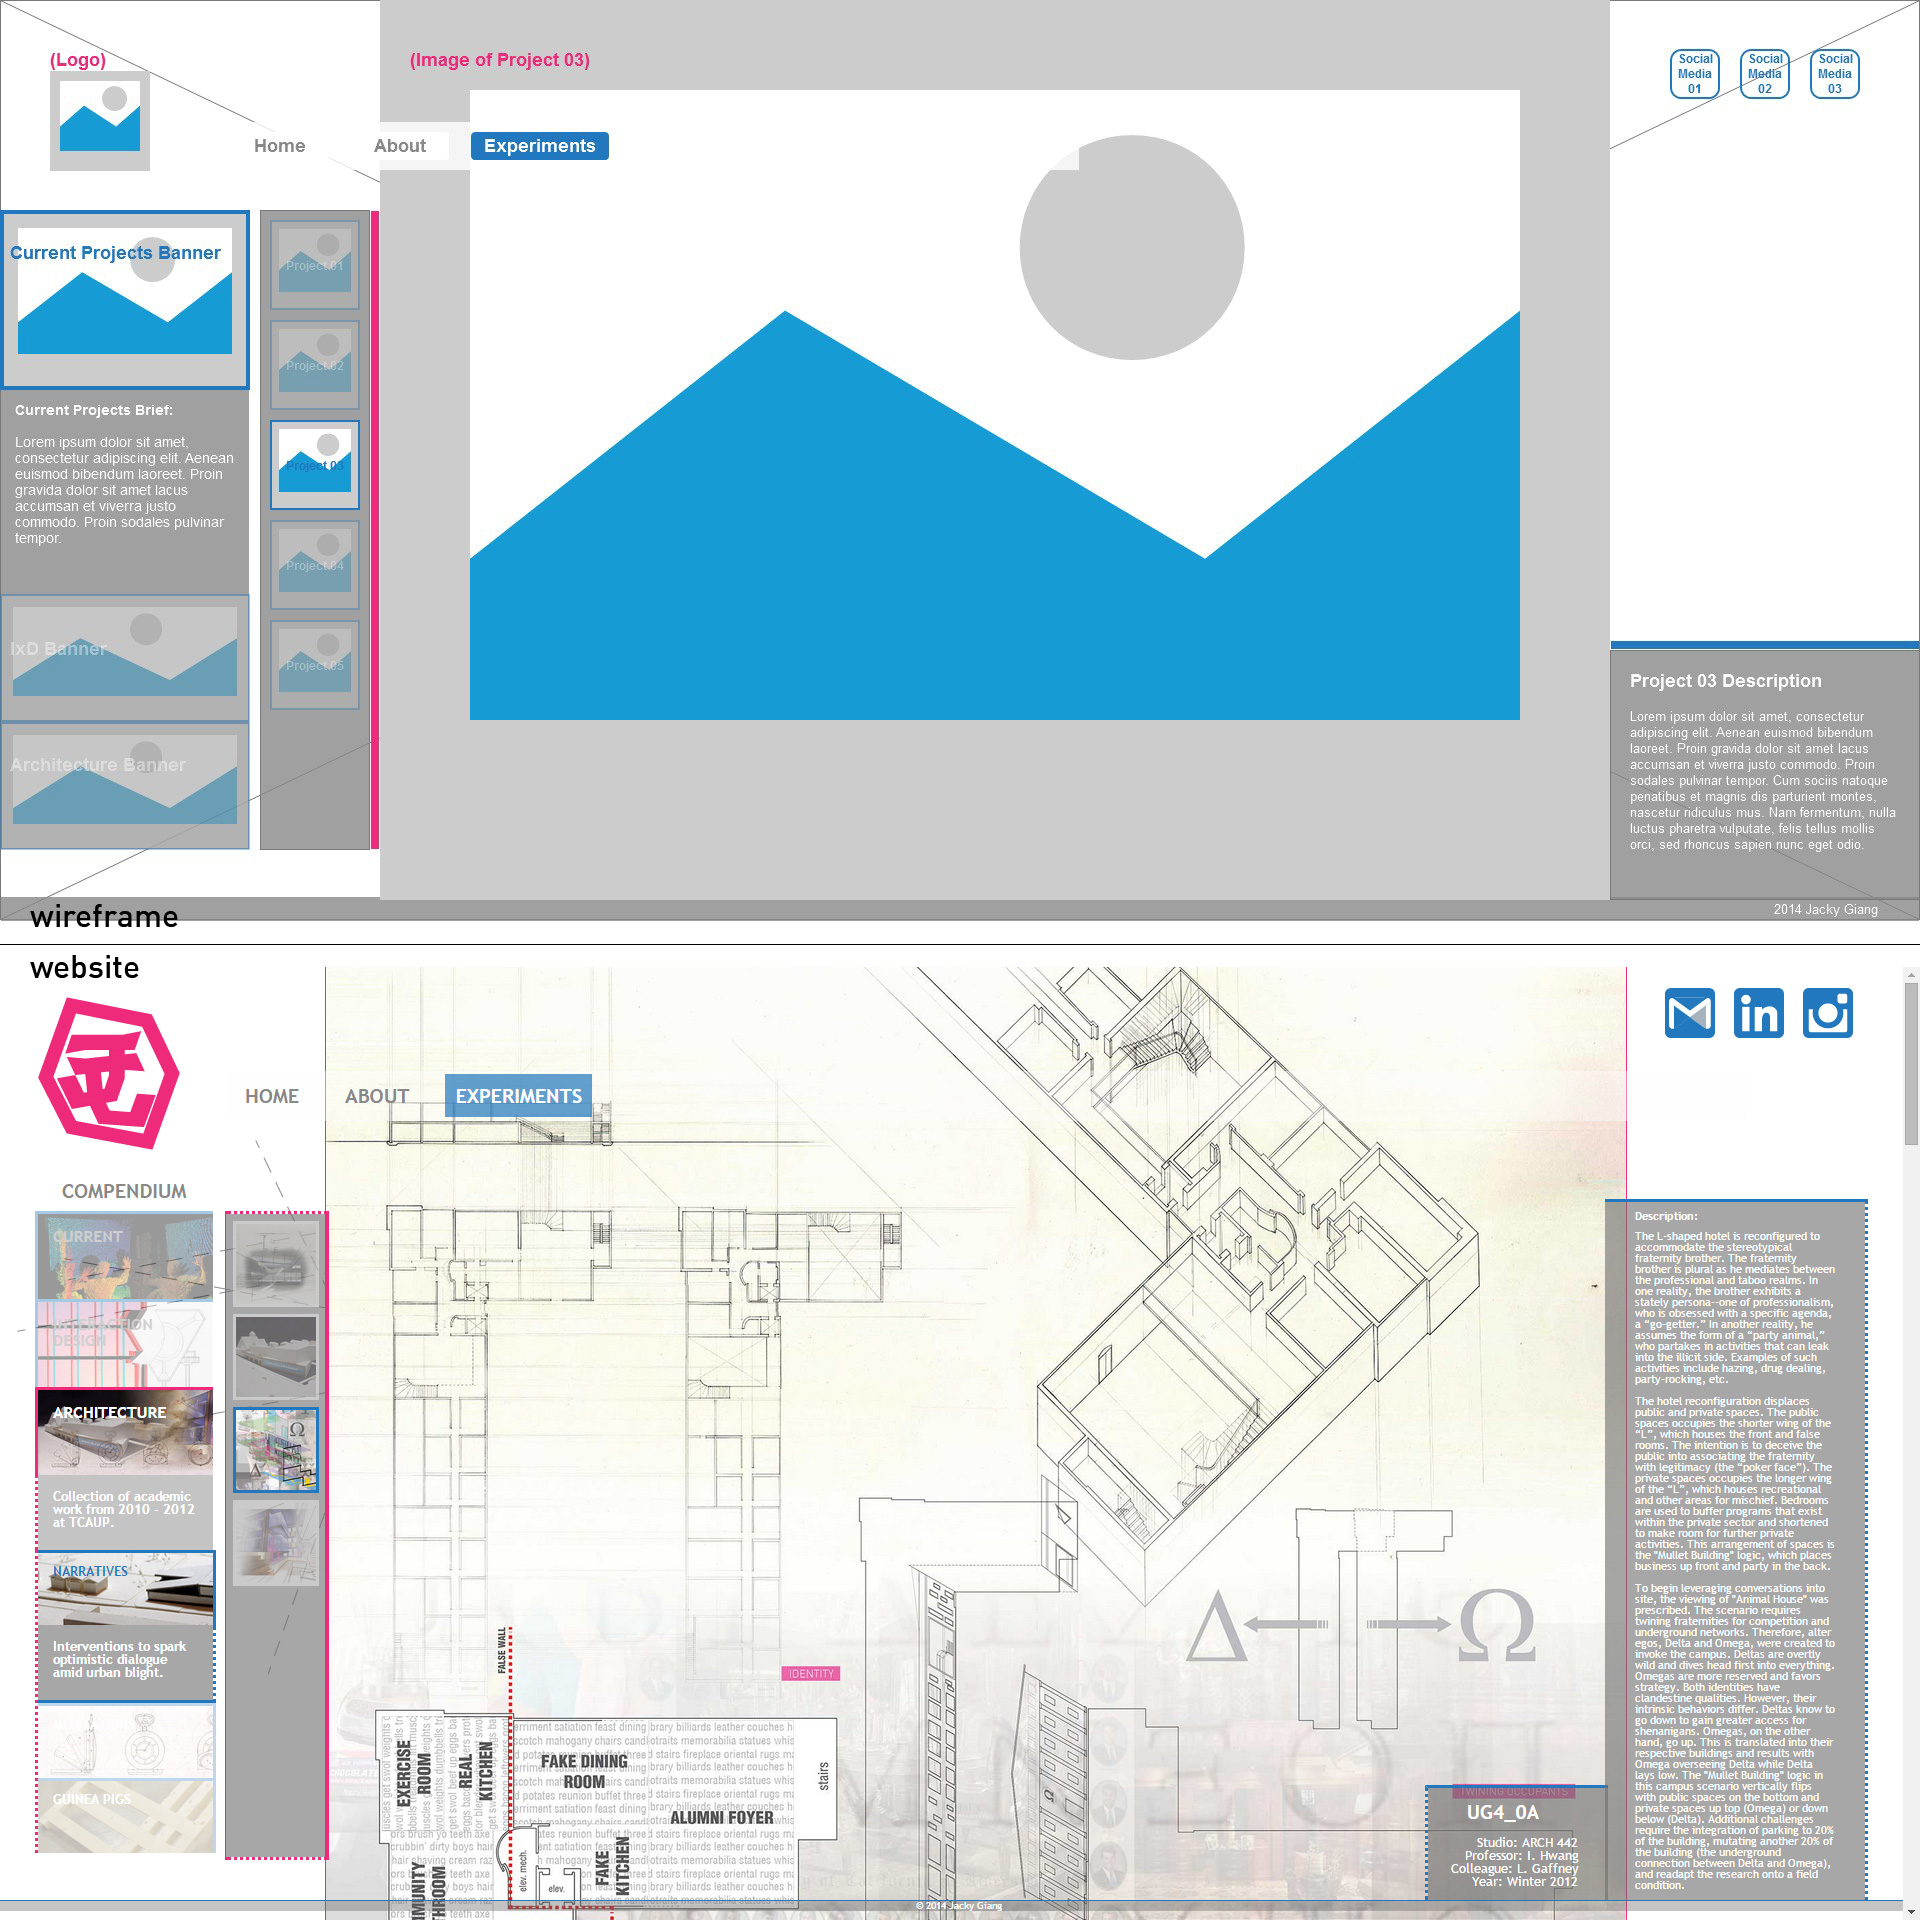 (Logo)
(Image of Project 03)
Social Media 01
Social Media 02
Social Media 03
Home
About
Experiments
Current Projects Banner
Current Projects Brief:
Lorem ipsum dolor sit amet,
consectetur adipiscing elit. Aenean
euismod bibendum laoreet. Proin
gravida dolor sit amet lacus
accumsan et viverra justo
commodo. Proin sodales pulvinar
tempor.
IxD Banner
Architecture Banner
Project 01
Project 02
Project 03
Project 04
Project 05
Project 03 Description
Lorem ipsum dolor sit amet, consectetur
adipiscing elit. Aenean euismod bibendum
laoreet. Proin gravida dolor sit amet lacus
accumsan et viverra justo commodo. Proin
sodales pulvinar tempor. Cum sociis natoque
penatibus et magnis dis parturient montes,
nascetur ridiculus mus. Nam fermentum, nulla
luctus pharetra vulputate, felis tellus mollis
orci, sed rhoncus sapien nunc eget odio.
2014 Jacky Giang
wireframe
website
in
HOME
ABOUT
EXPERIMENTS
COMPENDIUM
CURRENT
INTERACTION
DESIGN
ARCHITECTURE
Collection of academic
work from 2010 - 2012
at TCAUP.
NARRATIVES
Interventions to spark
optimistic dialogue
amid urban blight.
GUINEA PIGS
Ω
Δ
FALSE WALL
IDENTITY
EXERCISE
ROOM
REAL
KITCHEN
FAKE DINING
ROOM
ALUMNI FOYER
FAKE
KITCHEN
stairs
elev. mech.
elev.
Δ
Ω
TWINING OCCUPANTS
UG4_0A
Studio: ARCH 442
Professor: I. Hwang
Colleague: L. Gaffney
Year: Winter 2012
Description:
The L-shaped hotel is reconfigured to
accommodate the stereotypical
fraternity brother. The fraternity
brother is plural as he mediates between
the professional and taboo realms. In
one reality, the brother exhibits a
stately persona--one of professionalism,
who is obsessed with a specific agenda,
a “go-getter.” In another reality, he
assumes the form of a “party animal,”
who partakes in activities that can leak
into the illicit side. Examples of such
activities include hazing, drug dealing,
party-rocking, etc.
The hotel reconfiguration displaces
public and private spaces. The public
spaces occupies the shorter wing of the
“L”, which houses the front and false
rooms. The intention is to deceive the
public into associating the fraternity
with legitimacy (the “poker face”). The
private spaces occupies the longer wing
of the “L”, which houses recreational
and other areas for mischief. Bedrooms
are used to buffer programs that exist
within the private sector and shortened
to make room for further private
activities. This arrangement of spaces is
the "Mullet Building" logic, which places
business up front and party in the back.
To begin leveraging conversations into
site, the viewing of "Animal House" was
prescribed. The scenario requires
twining fraternities for competition and
underground networks. Therefore, alter
egos, Delta and Omega, were created to
invoke the campus. Deltas are overtly
wild and dives head first into everything.
Omegas are more reserved and favors
strategy. Both identities have
clandestine qualities. However, their
intrinsic behaviors differ. Deltas know to
go down to gain greater access for
shenanigans. Omegas, on the other
hand, go up. This is translated into their
respective buildings and results with
Omega overseeing Delta while Delta
lays low. The "Mullet Building" logic in
this campus scenario vertically flips
with public spaces on the bottom and
private spaces up top (Omega) or down
below (Delta). Additional challenges
require the integration of parking to 20%
of the building, mutating another 20% of
the building (the underground
connection between Delta and Omega),
and readapt the research onto a field
condition.
© 2014 Jacky Giang